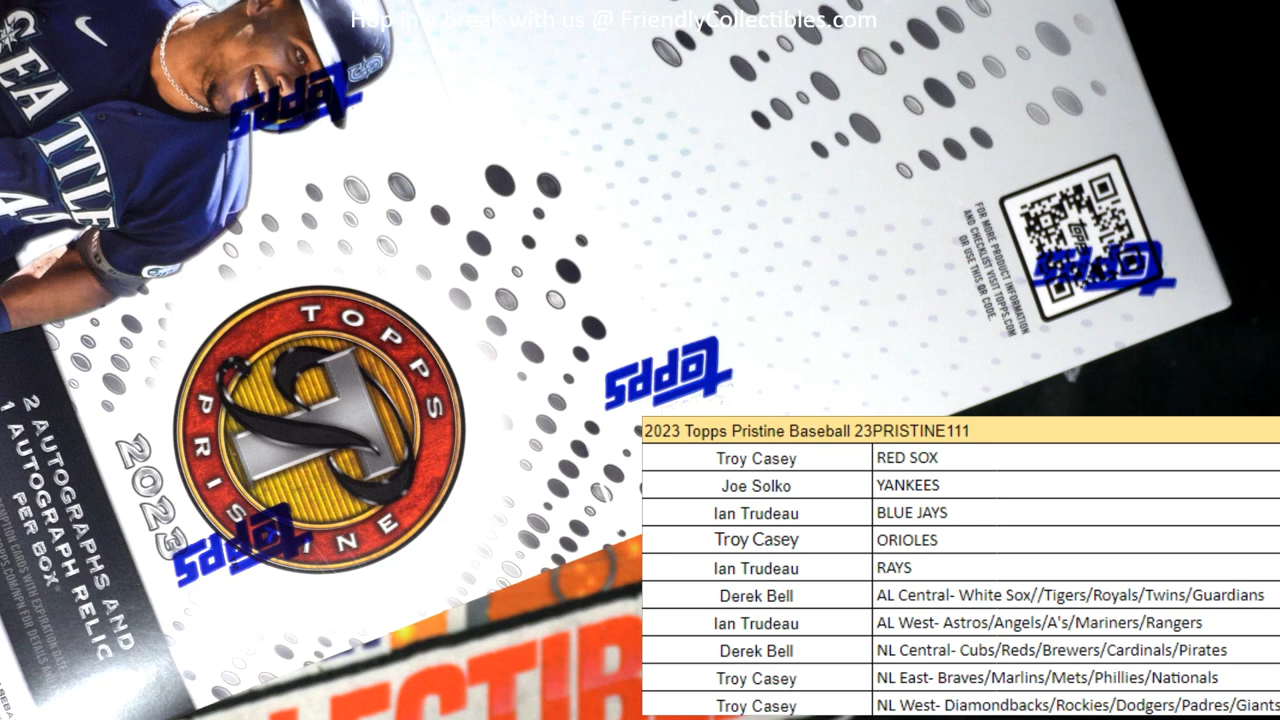 Hop in a break with us @ FriendlyCollectibles.com
SEATTLE
44
Topps
FOR MORE PRODUCT INFORMATION
AND CHECKLIST VISIT TOPPS.COM
OR USE THIS QR CODE.
Topps
Topps
TOPPS
PRISTINE
2023
Topps
2 AUTOGRAPHS AND
1 AUTOGRAPH RELIC
PER BOX*
2023 Topps Pristine Baseball 23PRISTINE111
Troy Casey RED SOX
Joe Solko YANKEES
Ian Trudeau BLUE JAYS
Troy Casey ORIOLES
Ian Trudeau RAYS
Derek Bell AL Central- White Sox//Tigers/Royals/Twins/Guardians
Ian Trudeau AL West- Astros/Angels/A's/Mariners/Rangers
Derek Bell NL Central- Cubs/Reds/Brewers/Cardinals/Pirates
Troy Casey NL East- Braves/Marlins/Mets/Phillies/Nationals
Troy Casey NL West- Diamondbacks/Rockies/Dodgers/Padres/Giants